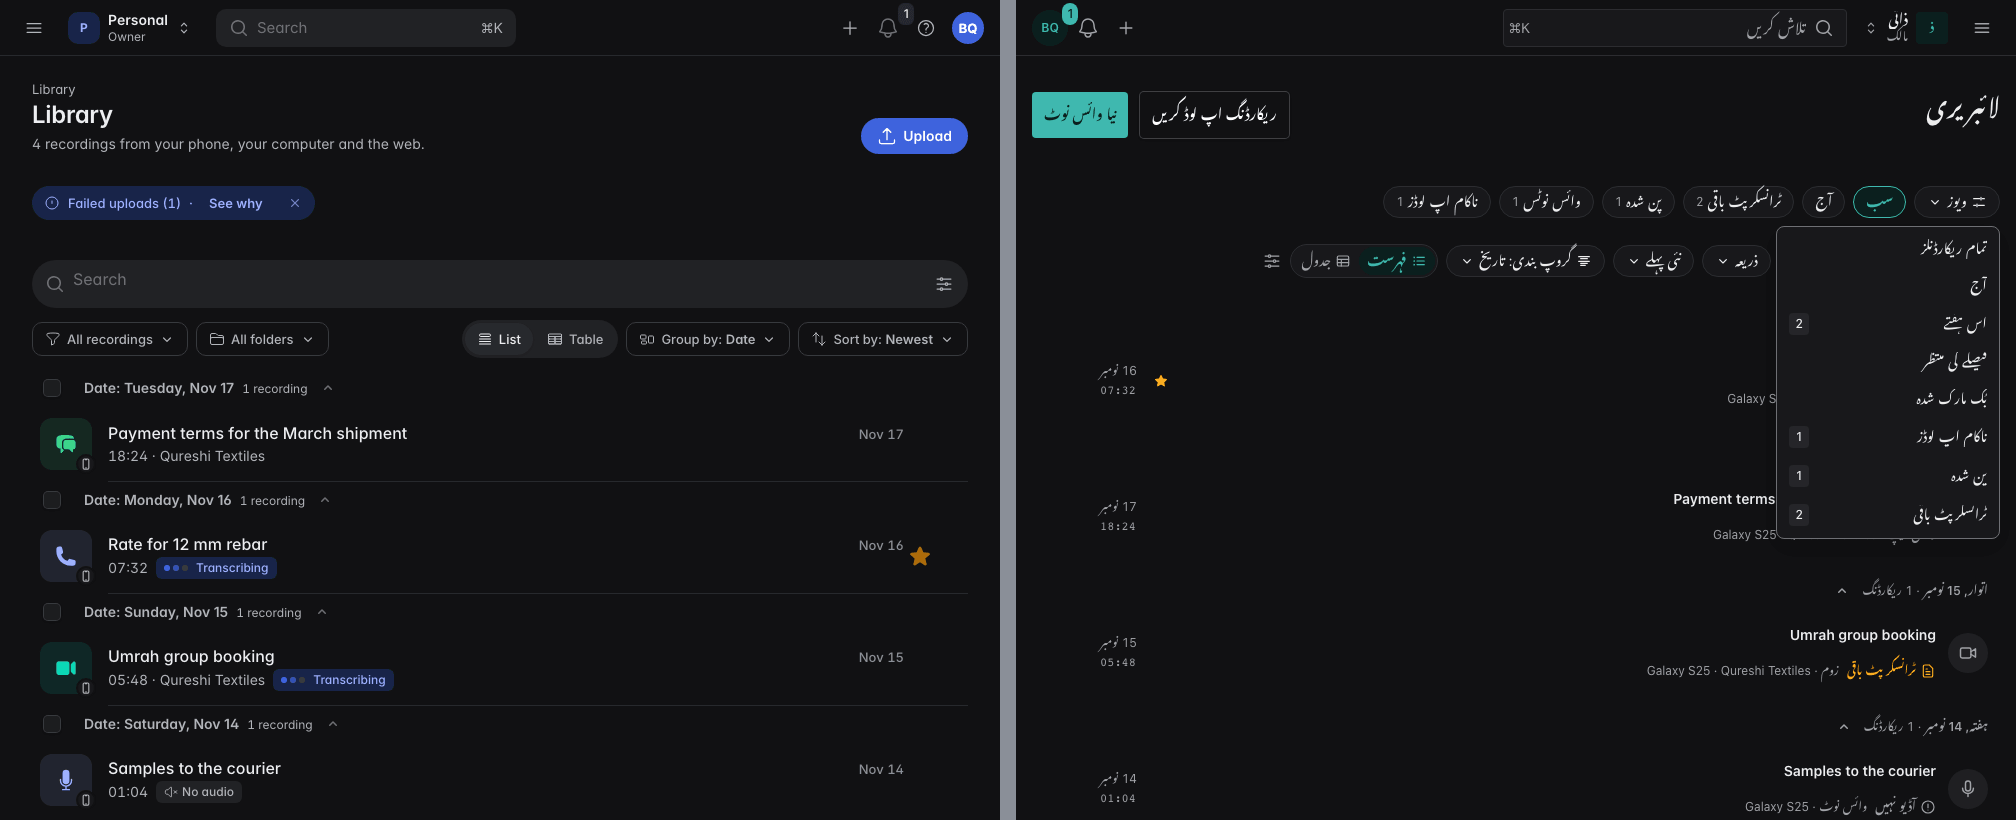 P
Personal
Owner
Search
⌘K
1
BQ
Library
Library
4 recordings from your phone, your computer and the web.
Upload
Failed uploads (1) · See why
Search
All recordings
All folders
List
Table
Group by: Date
Sort by: Newest
Date: Tuesday, Nov 17 1 recording
Payment terms for the March shipment
Nov 17
18:24 · Qureshi Textiles
Date: Monday, Nov 16 1 recording
Rate for 12 mm rebar
Nov 16
07:32 Transcribing
Date: Sunday, Nov 15 1 recording
Umrah group booking
Nov 15
05:48 · Qureshi Textiles Transcribing
Date: Saturday, Nov 14 1 recording
Samples to the courier
Nov 14
01:04 No audio
ذ
ذاتی
مالک
تلاش کریں
⌘K
1
BQ
لائبریری
ریکارڈنگ اپ لوڈ کریں
نیا وائس نوٹ
ویوز
سب
آج
ٹرانسکرپٹ باقی 2
پن شدہ 1
وائس نوٹس 1
ناکام اپ لوڈز 1
ذریعہ
نئی پہلے
گروپ بندی: تاریخ
فہرست
جدول
تمام ریکارڈنگز
آج
اس ہفتے 2
فیصلے کی منتظر
بُک مارک شدہ
ناکام اپ لوڈز 1
پن شدہ 1
ٹرانسکرپٹ باقی 2
16 نومبر
07:32
Galaxy S
17 نومبر
18:24
Payment terms
Galaxy S25
اتوار, 15 نومبر · 1 ریکارڈنگ
Umrah group booking
15 نومبر
05:48
ٹرانسکرپٹ باقی زوم · Galaxy S25 · Qureshi Textiles
ہفتہ, 14 نومبر · 1 ریکارڈنگ
Samples to the courier
14 نومبر
01:04
آڈیو نہیں وائس نوٹ · Galaxy S25